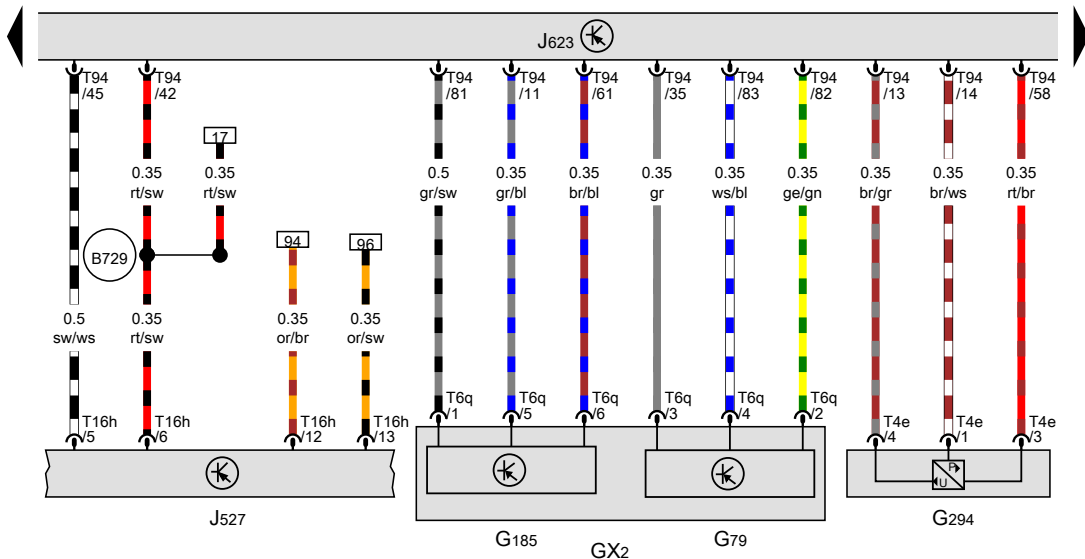 J623
T94 T94 T94 T94 T94 T94 T94 T94 T94 T94 T94
/45 /42 /81 /11 /61 /35 /83 /82 /13 /14 /58
17
0.35 0.35 0.5 0.35 0.35 0.35 0.35 0.35 0.35 0.35 0.35
rt/sw rt/sw gr/sw gr/bl br/bl gr ws/bl ge/gn br/gr br/ws rt/br
94 96
B729
0.5 0.35 0.35 0.35
sw/ws rt/sw or/br or/sw
T16h T16h T16h T16h T6q T6q T6q T6q T6q T6q T4e T4e T4e
/5 /6 /12 /13 /1 /5 /6 /3 /4 /2 /4 /1 /3
P
U
J527
G185 G79
G294
GX2